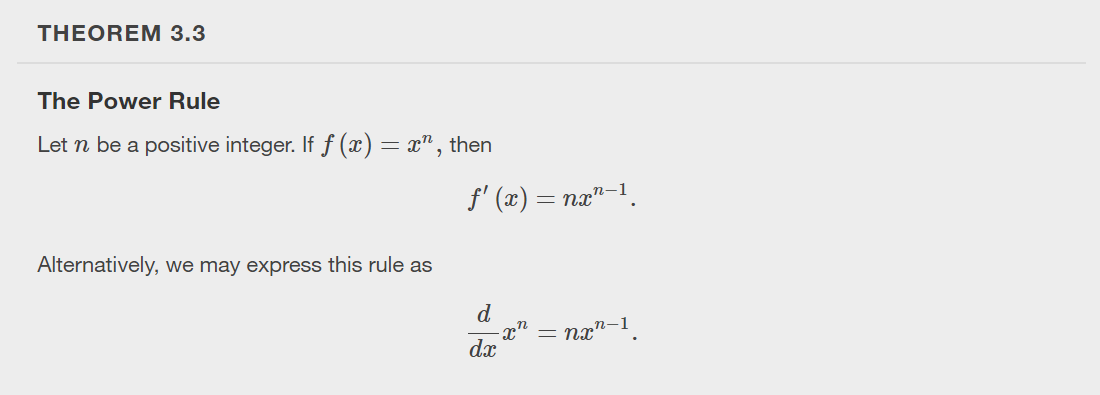 THEOREM 3.3
The Power Rule
Let n be a positive integer. If f (x) = xⁿ, then
f′ (x) = nxⁿ⁻¹.
Alternatively, we may express this rule as
d/dx xⁿ = nxⁿ⁻¹.